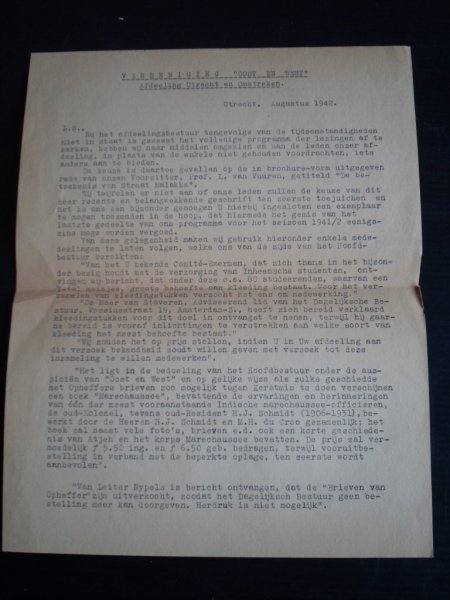 VEREENIGING "OOST EN WEST"
Afdeeling Utrecht en Omstreken.
Utrecht, Augustus 1942.
L.S.,
Nu het afdeelingsbestuur tengevolge van de tijdsomstandigheden
niet in staat is geweest het volledige programma der lezingen af te
werken, hebben wij naar middelen omgezien om aan de leden onzer af-
deeling, in plaats van de enkele niet gehouden voordrachten, iets
anders aan te bieden.
De keuze is daartoe gevallen op de in brochure-vorm uitgegeven
rede van onzen Voorzitter, Prof. L. van Vuuren, getiteld "De be-
teekenis van Straat Malakka".
Wij twijfelen er niet aan of onze leden zullen de keuze van dit
zeer recente en belangwekkende geschrift ten zeerste toejuichen en
het is ons een bijzonder genoegen U hierbij ingesloten een exemplaar
te mogen toezenden in de hoop, dat hiermede het gemis van het
laatste gedeelte van ons programma voor het seizoen 1941/2 eenigs-
zins moge worden vergoed.
Van deze gelegenheid maken wij gebruik hieronder enkele mede-
deelingen te laten volgen, welke ons van de zijde van het Hoofd-
bestuur bereikten:
"Van het U bekende Comité-Enermen, dat zich thans in het bijzon-
der bezig houdt met de verzorging van Inheemsche studenten, ont-
vingen wij bericht, dat onder deze c.a. 80 studeerenden, waarvan een
meisjes, groote behoefte aan kleeding bestaat. Voor het ver-
zamelen van kleedingstukken verzocht het ons om medewerking."
"De Heer van Staveren, Adviseerend lid van het Dagelijksche Be-
stuur, Vossiusstraat 19, Amsterdam-Z., heeft zich bereid verklaard
kleedingstukken voor dit doel in ontvangst te nemen, terwijl hij gaar-
ne bereid is vooraf inlichtingen te verstrekken aan welke soort van
kleeding het meest behoefte bestaat."
"Wij zouden het op prijs stellen, indien U in Uw afdeeling aan
dit verzoek bekendheid zoudt willen geven met verzoek tot deze
inzameling te willen medewerken".
"Het ligt in de bedoeling van het Hoofdbestuur onder de aus-
piciën van "Oost en West" en op gelijke wijze als zulks geschiedde
met Opheffers brieven zoo mogelijk tegen Kerstmis te doen verschijnen
een boek "Marechaussee", bevattende de ervaringen en herinneringen
van één der meest vooraanstaande Indische marechaussee-officieren,
de oud-Kolonel, tevens oud-Resident H.J. Schmidt (1906-1931), be-
werkt door de Heeren H.J. Schmidt en M.H. du Croo gezamenlijk; het
boek zal naast vele foto's, brieven e.d. ook een korte geschiede-
nis van Atjeh en het korps Marechaussee bevatten. De prijs zal ver-
moedelijk ƒ 5.50 ing. en ƒ 6.50 geb. bedragen, terwijl vooruitbe-
stelling in verband met de beperkte oplage, ten zeerste wordt
aanbevolen".
"Van Leiter Nypels is bericht ontvangen, dat de "Brieven van
Opheffer" zijn uitverkocht, zoodat het Dagelijksch Bestuur geen be-
stelling meer kan doorgeven. Herdruk is niet mogelijk".